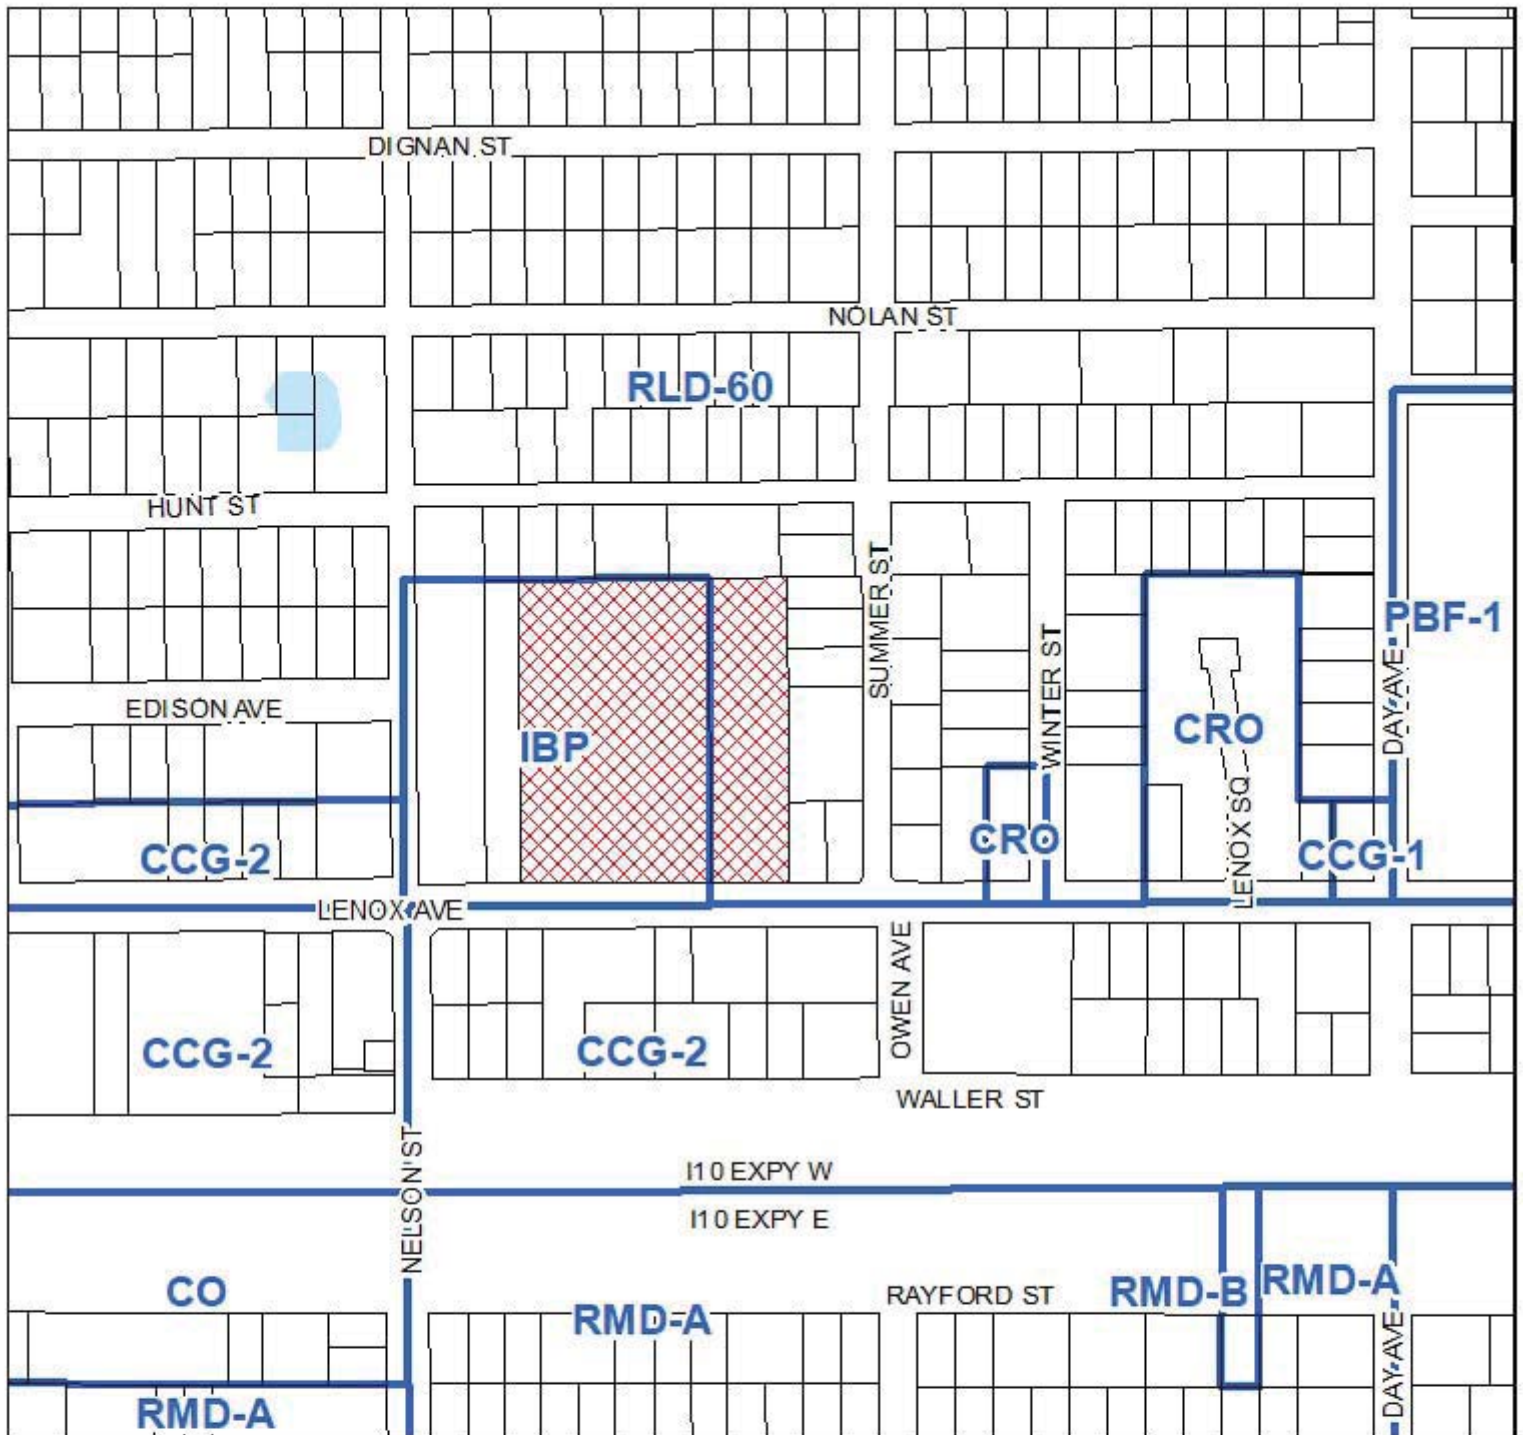 DIGNAN ST
NOLAN ST
RLD-60
HUNT ST
SUMMER ST
PBF-1
WINTER ST
DAY AVE
EDISON AVE
CRO
IBP
LENOX SQ
CRO
CCG-1
CCG-2
LENOX AVE
OWEN AVE
CCG-2
CCG-2
WALLER ST
NELSON ST
I10 EXPY W
I10 EXPY E
CO
RAYFORD ST
RMD-B
RMD-A
RMD-A
DAY AVE
RMD-A